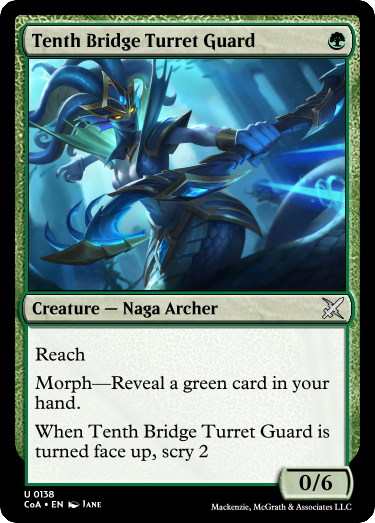 Tenth Bridge Turret Guard
Creature — Naga Archer
Reach
Morph—Reveal a green card in your
hand.
When Tenth Bridge Turret Guard is
turned face up, scry 2
0/6
U 0138
CoA • EN JANE
Mackenzie, McGrath & Associates LLC